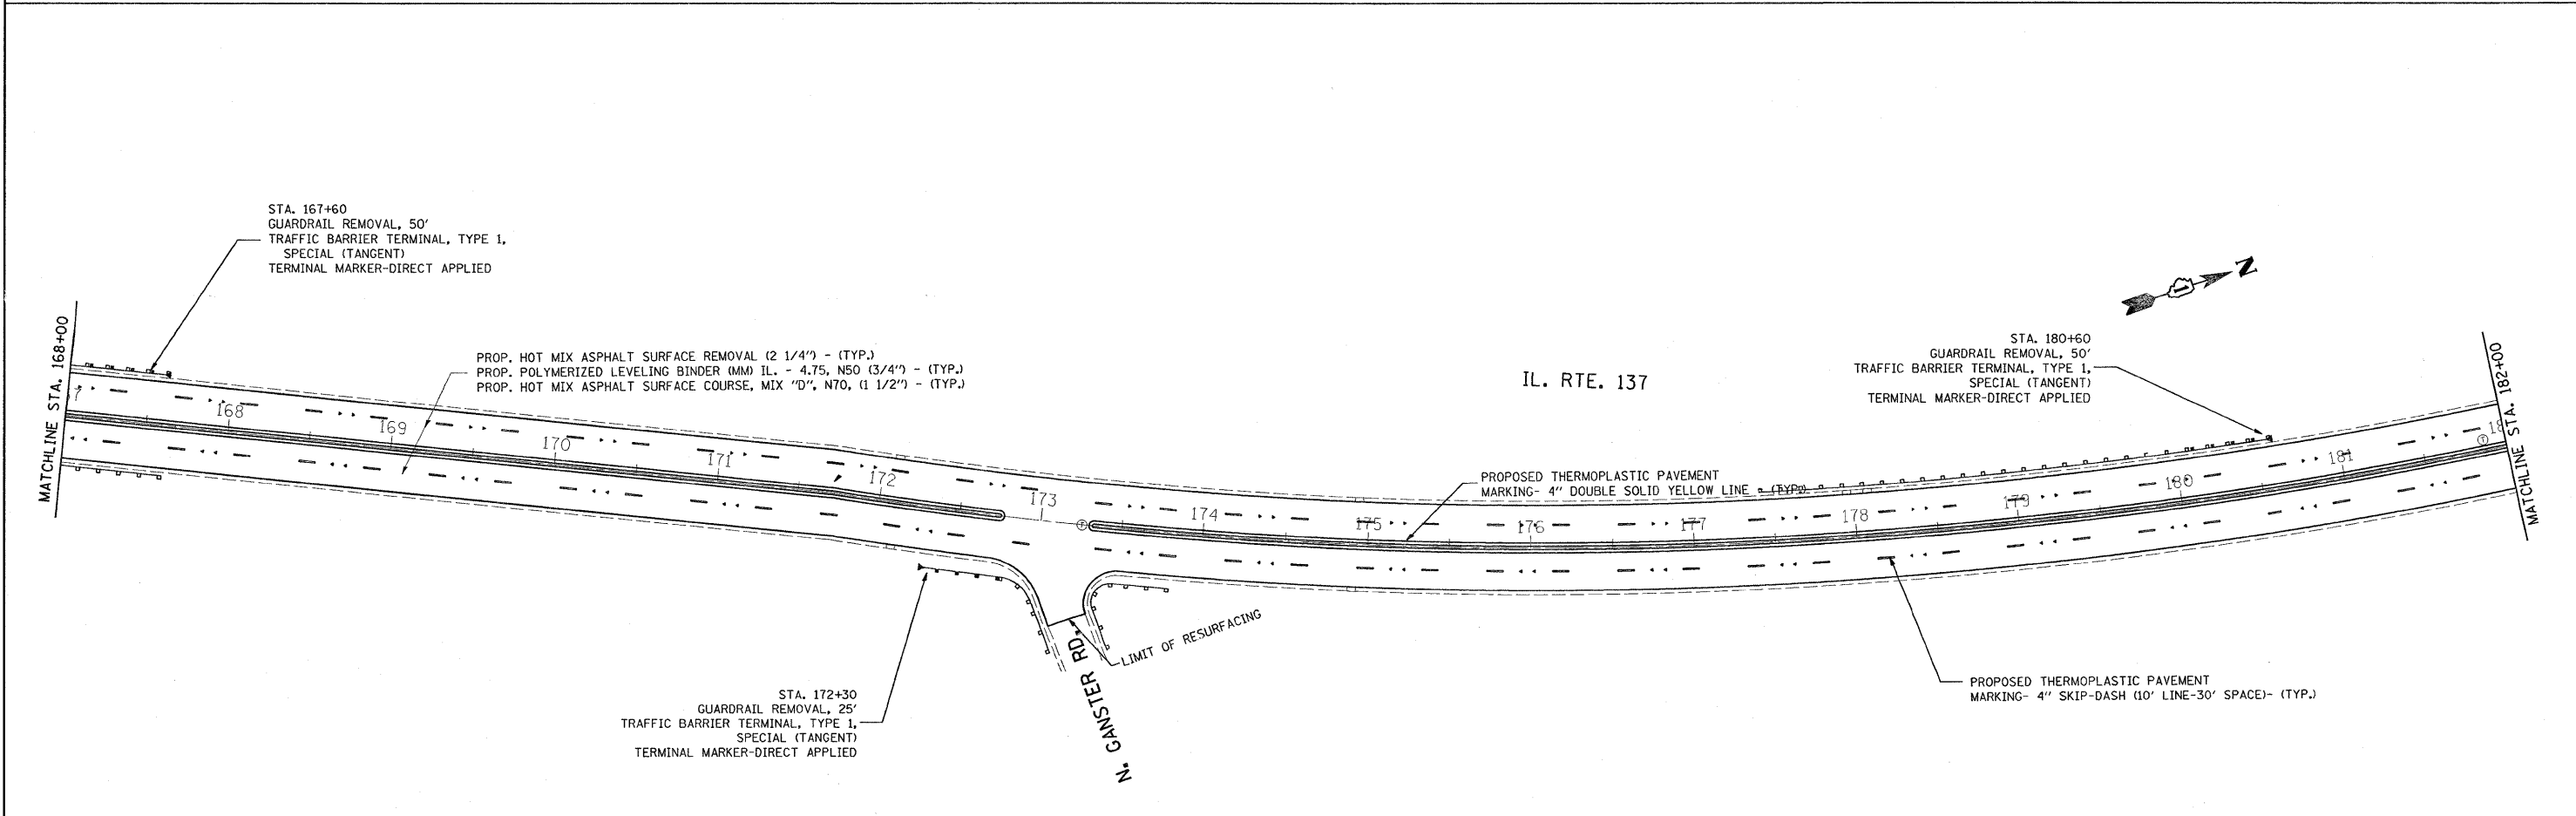 STA. 167+60
GUARDRAIL REMOVAL, 50'
TRAFFIC BARRIER TERMINAL, TYPE 1,
SPECIAL (TANGENT)
TERMINAL MARKER-DIRECT APPLIED
MATCHLINE STA. 168+00
PROP. HOT MIX ASPHALT SURFACE REMOVAL (2 1/4") - (TYP.)
PROP. POLYMERIZED LEVELING BINDER (MM) IL. - 4.75, N50 (3/4") - (TYP.)
PROP. HOT MIX ASPHALT SURFACE COURSE, MIX "D", N70, (1 1/2") - (TYP.)
IL. RTE. 137
N
STA. 180+60
GUARDRAIL REMOVAL, 50'
TRAFFIC BARRIER TERMINAL, TYPE 1,
SPECIAL (TANGENT)
TERMINAL MARKER-DIRECT APPLIED
MATCHLINE STA. 182+00
7
168
169
170
171
172
173
174
175
176
177
178
179
180
181
18
PROPOSED THERMOPLASTIC PAVEMENT
MARKING- 4" DOUBLE SOLID YELLOW LINE - (TYP.)
LIMIT OF RESURFACING
N. GANSTER RD.
STA. 172+30
GUARDRAIL REMOVAL, 25'
TRAFFIC BARRIER TERMINAL, TYPE 1,
SPECIAL (TANGENT)
TERMINAL MARKER-DIRECT APPLIED
PROPOSED THERMOPLASTIC PAVEMENT
MARKING- 4" SKIP-DASH (10' LINE-30' SPACE)- (TYP.)